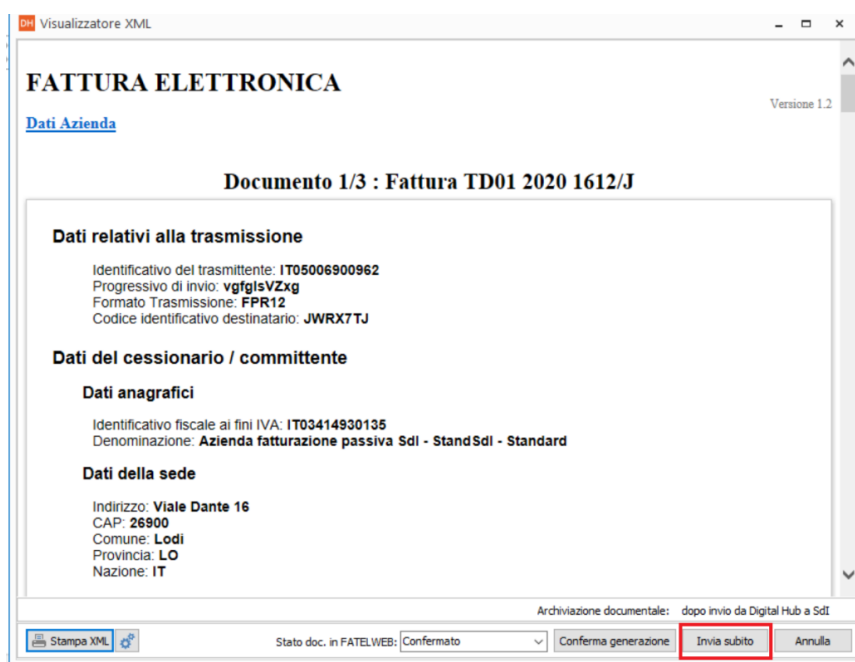 DH Visualizzatore XML
FATTURA ELETTRONICA
Versione 1.2
Dati Azienda
Documento 1/3 : Fattura TD01 2020 1612/J
Dati relativi alla trasmissione
Identificativo del trasmittente: IT05006900962
Progressivo di invio: vgfglsVZxg
Formato Trasmissione: FPR12
Codice identificativo destinatario: JWRX7TJ
Dati del cessionario / committente
Dati anagrafici
Identificativo fiscale ai fini IVA: IT03414930135
Denominazione: Azienda fatturazione passiva SdI - StandSdI - Standard
Dati della sede
Indirizzo: Viale Dante 16
CAP: 26900
Comune: Lodi
Provincia: LO
Nazione: IT
Archiviazione documentale: dopo invio da Digital Hub a SdI
Stampa XML Stato doc. in FATELWEB: Confermato Conferma generazione Invia subito Annulla